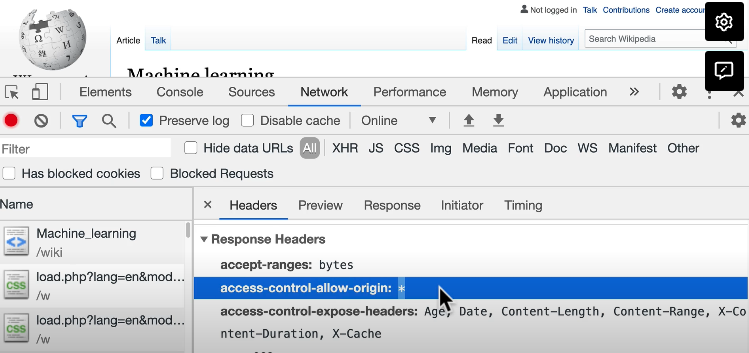 Not logged in Talk Contributions Create accou
Article Talk Read Edit View history Search Wikipedia
Machine learning
Elements Console Sources Network Performance Memory Application »
Preserve log Disable cache Online
Filter Hide data URLs All XHR JS CSS Img Media Font Doc WS Manifest Other
Has blocked cookies Blocked Requests
Name × Headers Preview Response Initiator Timing
Machine_learning
/wiki
load.php?lang=en&mod...
/w
load.php?lang=en&mod...
/w
Response Headers
accept-ranges: bytes
access-control-allow-origin: *
access-control-expose-headers: Age, Date, Content-Length, Content-Range, X-Co
ntent-Duration, X-Cache